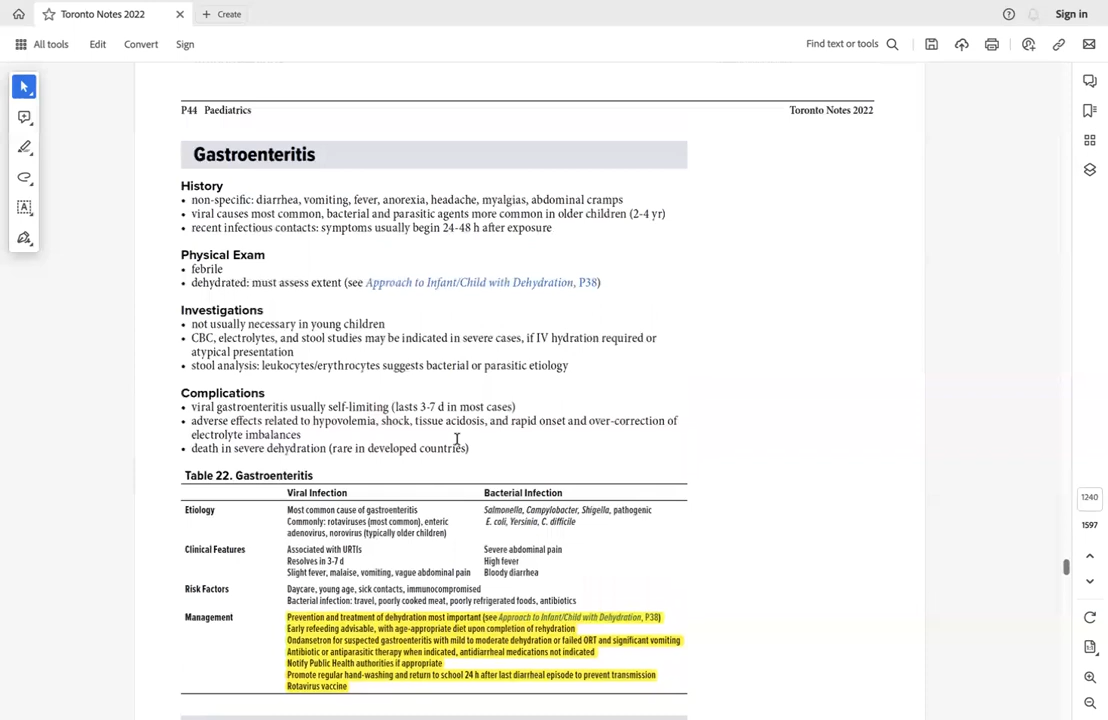 Toronto Notes 2022
Create
Sign in
All tools
Edit
Convert
Sign
Find text or tools
P44 Paediatrics
Toronto Notes 2022
Gastroenteritis
History
• non-specific: diarrhea, vomiting, fever, anorexia, headache, myalgias, abdominal cramps
• viral causes most common, bacterial and parasitic agents more common in older children (2-4 yr)
• recent infectious contacts: symptoms usually begin 24-48 h after exposure
Physical Exam
• febrile
• dehydrated: must assess extent (see Approach to Infant/Child with Dehydration, P38)
Investigations
• not usually necessary in young children
• CBC, electrolytes, and stool studies may be indicated in severe cases, if IV hydration required or
atypical presentation
• stool analysis: leukocytes/erythrocytes suggests bacterial or parasitic etiology
Complications
• viral gastroenteritis usually self-limiting (lasts 3-7 d in most cases)
• adverse effects related to hypovolemia, shock, tissue acidosis, and rapid onset and over-correction of
electrolyte imbalances
• death in severe dehydration (rare in developed countries)
Table 22. Gastroenteritis
Viral Infection
Bacterial Infection
Etiology
Most common cause of gastroenteritis
Commonly: rotaviruses (most common), enteric
adenovirus, norovirus (typically older children)
Salmonella, Campylobacter, Shigella, pathogenic
E. coli, Yersinia, C. difficile
Clinical Features
Associated with URTIs
Resolves in 3-7 d
Slight fever, malaise, vomiting, vague abdominal pain
Severe abdominal pain
High fever
Bloody diarrhea
Risk Factors
Daycare, young age, sick contacts, immunocompromised
Bacterial infection: travel, poorly cooked meat, poorly refrigerated foods, antibiotics
Management
Prevention and treatment of dehydration most important (see Approach to Infant/Child with Dehydration, P38)
Early refeeding advisable, with age-appropriate diet upon completion of rehydration
Ondansetron for suspected gastroenteritis with mild to moderate dehydration or failed ORT and significant vomiting
Antibiotic or antiparasitic therapy when indicated, antidiarrheal medications not indicated
Notify Public Health authorities if appropriate
Promote regular hand-washing and return to school 24 h after last diarrheal episode to prevent transmission
Rotavirus vaccine
1240
1597